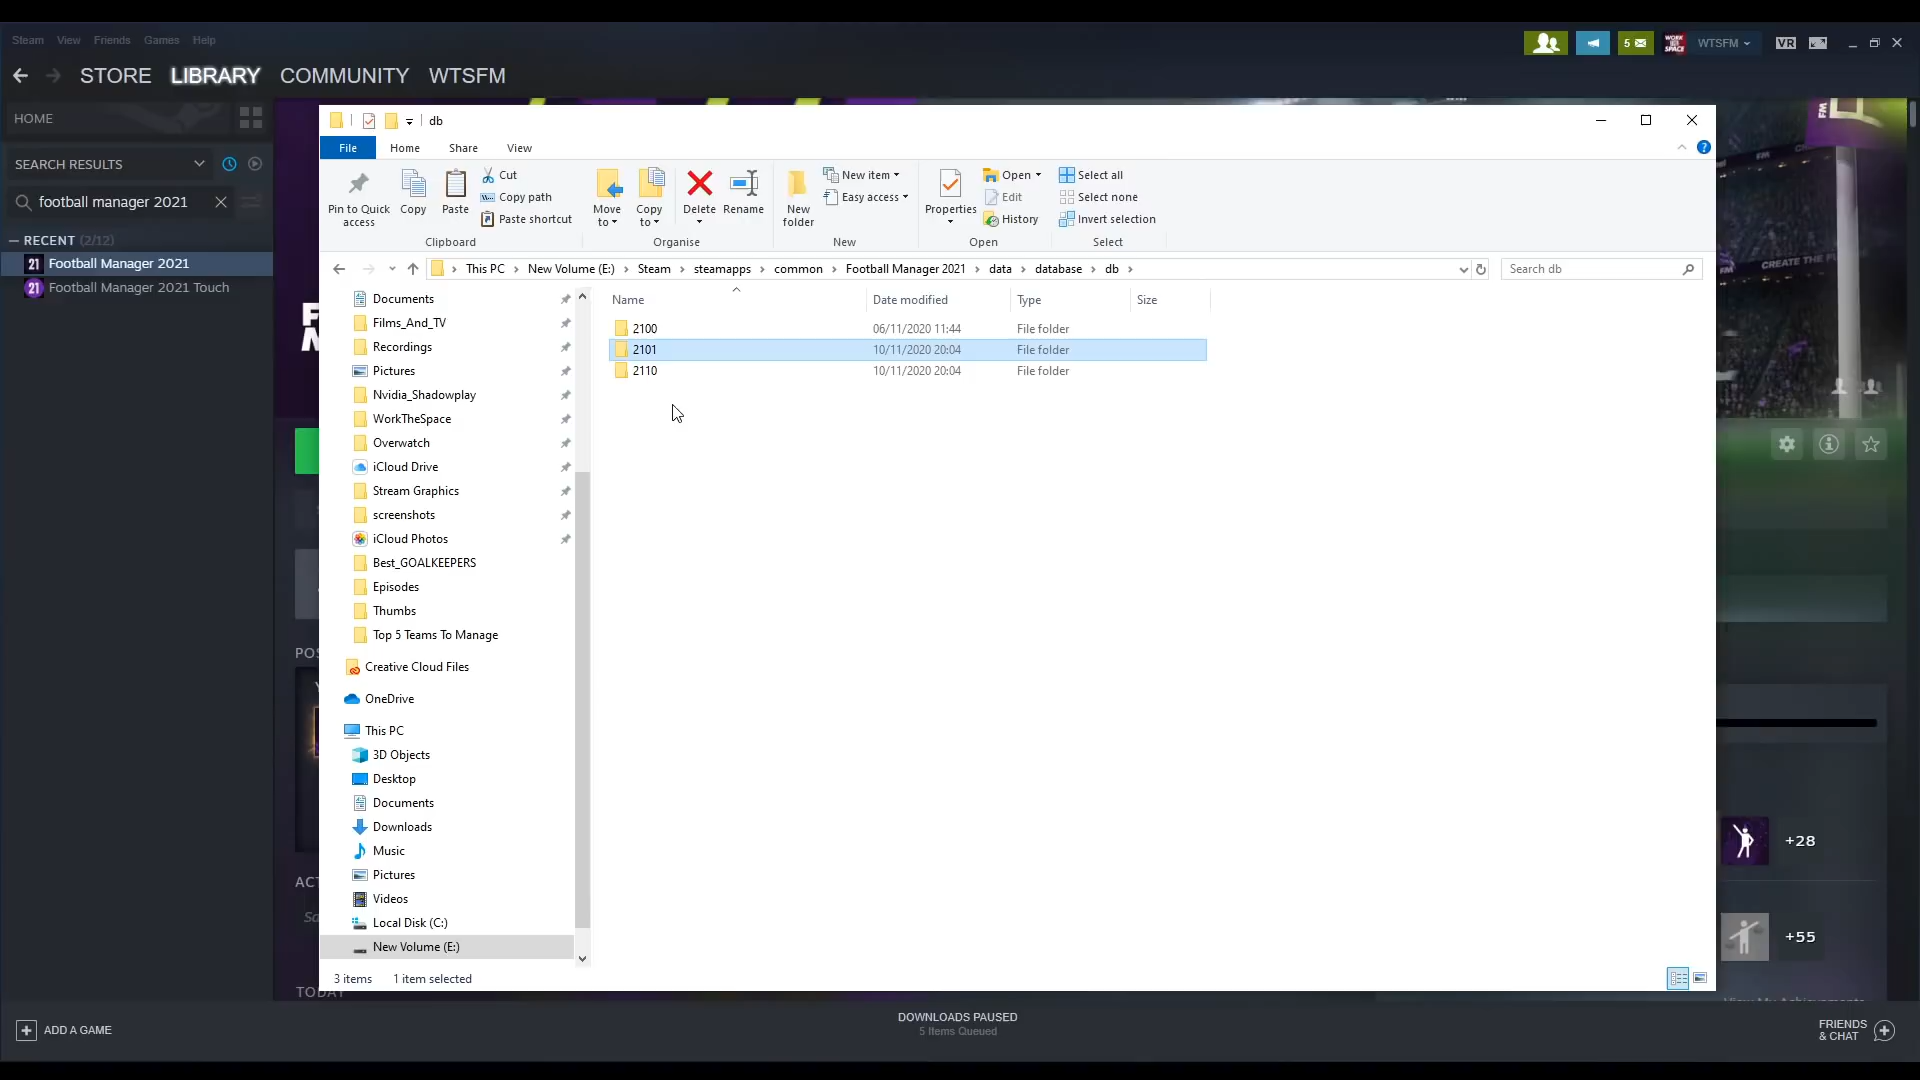 Steam View Friends Games Help
5
WTSFM
VR
STORE LIBRARY COMMUNITY WTSFM
HOME
SEARCH RESULTS
football manager 2021
— RECENT (2/12)
21 Football Manager 2021
21 Football Manager 2021 Touch
db
File Home Share View
Pin to Quick access
Copy
Paste
Cut
Copy path
Paste shortcut
Clipboard
Move to
Copy to
Delete
Rename
Organise
New folder
New item
Easy access
New
Properties
Open
Edit
History
Open
Select all
Select none
Invert selection
Select
This PC > New Volume (E:) > Steam > steamapps > common > Football Manager 2021 > data > database > db >
Search db
Name Date modified Type Size
2100 06/11/2020 11:44 File folder
2101 10/11/2020 20:04 File folder
2110 10/11/2020 20:04 File folder
Documents
Films_And_TV
Recordings
Pictures
Nvidia_Shadowplay
WorkTheSpace
Overwatch
iCloud Drive
Stream Graphics
screenshots
iCloud Photos
Best_GOALKEEPERS
Episodes
Thumbs
Top 5 Teams To Manage
Creative Cloud Files
OneDrive
This PC
3D Objects
Desktop
Documents
Downloads
Music
Pictures
Videos
Local Disk (C:)
New Volume (E:)
3 items 1 item selected
TODAY
+28
+55
ADD A GAME
DOWNLOADS PAUSED
5 Items Queued
FRIENDS
& CHAT